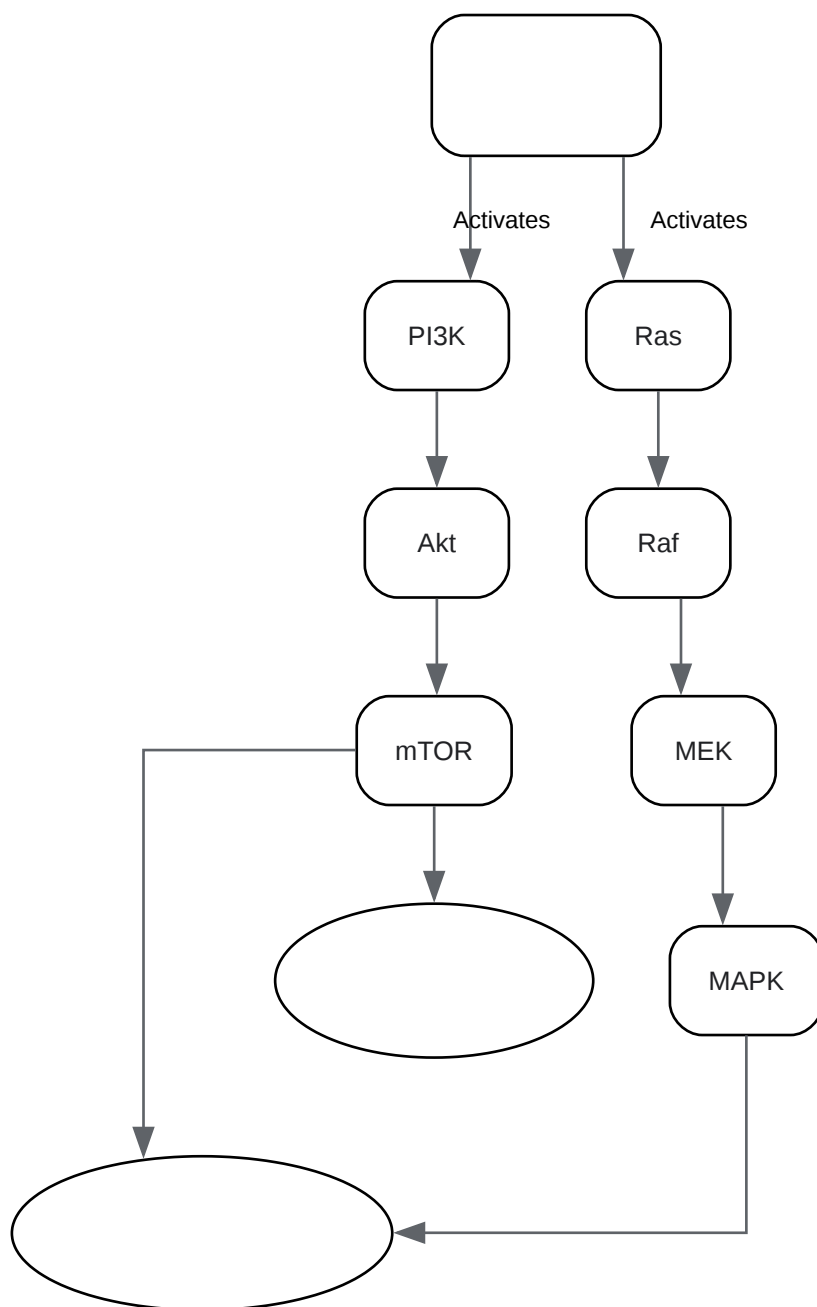 Activates
Activates
PI3K
Ras
Akt
Raf
mTOR
MEK
MAPK